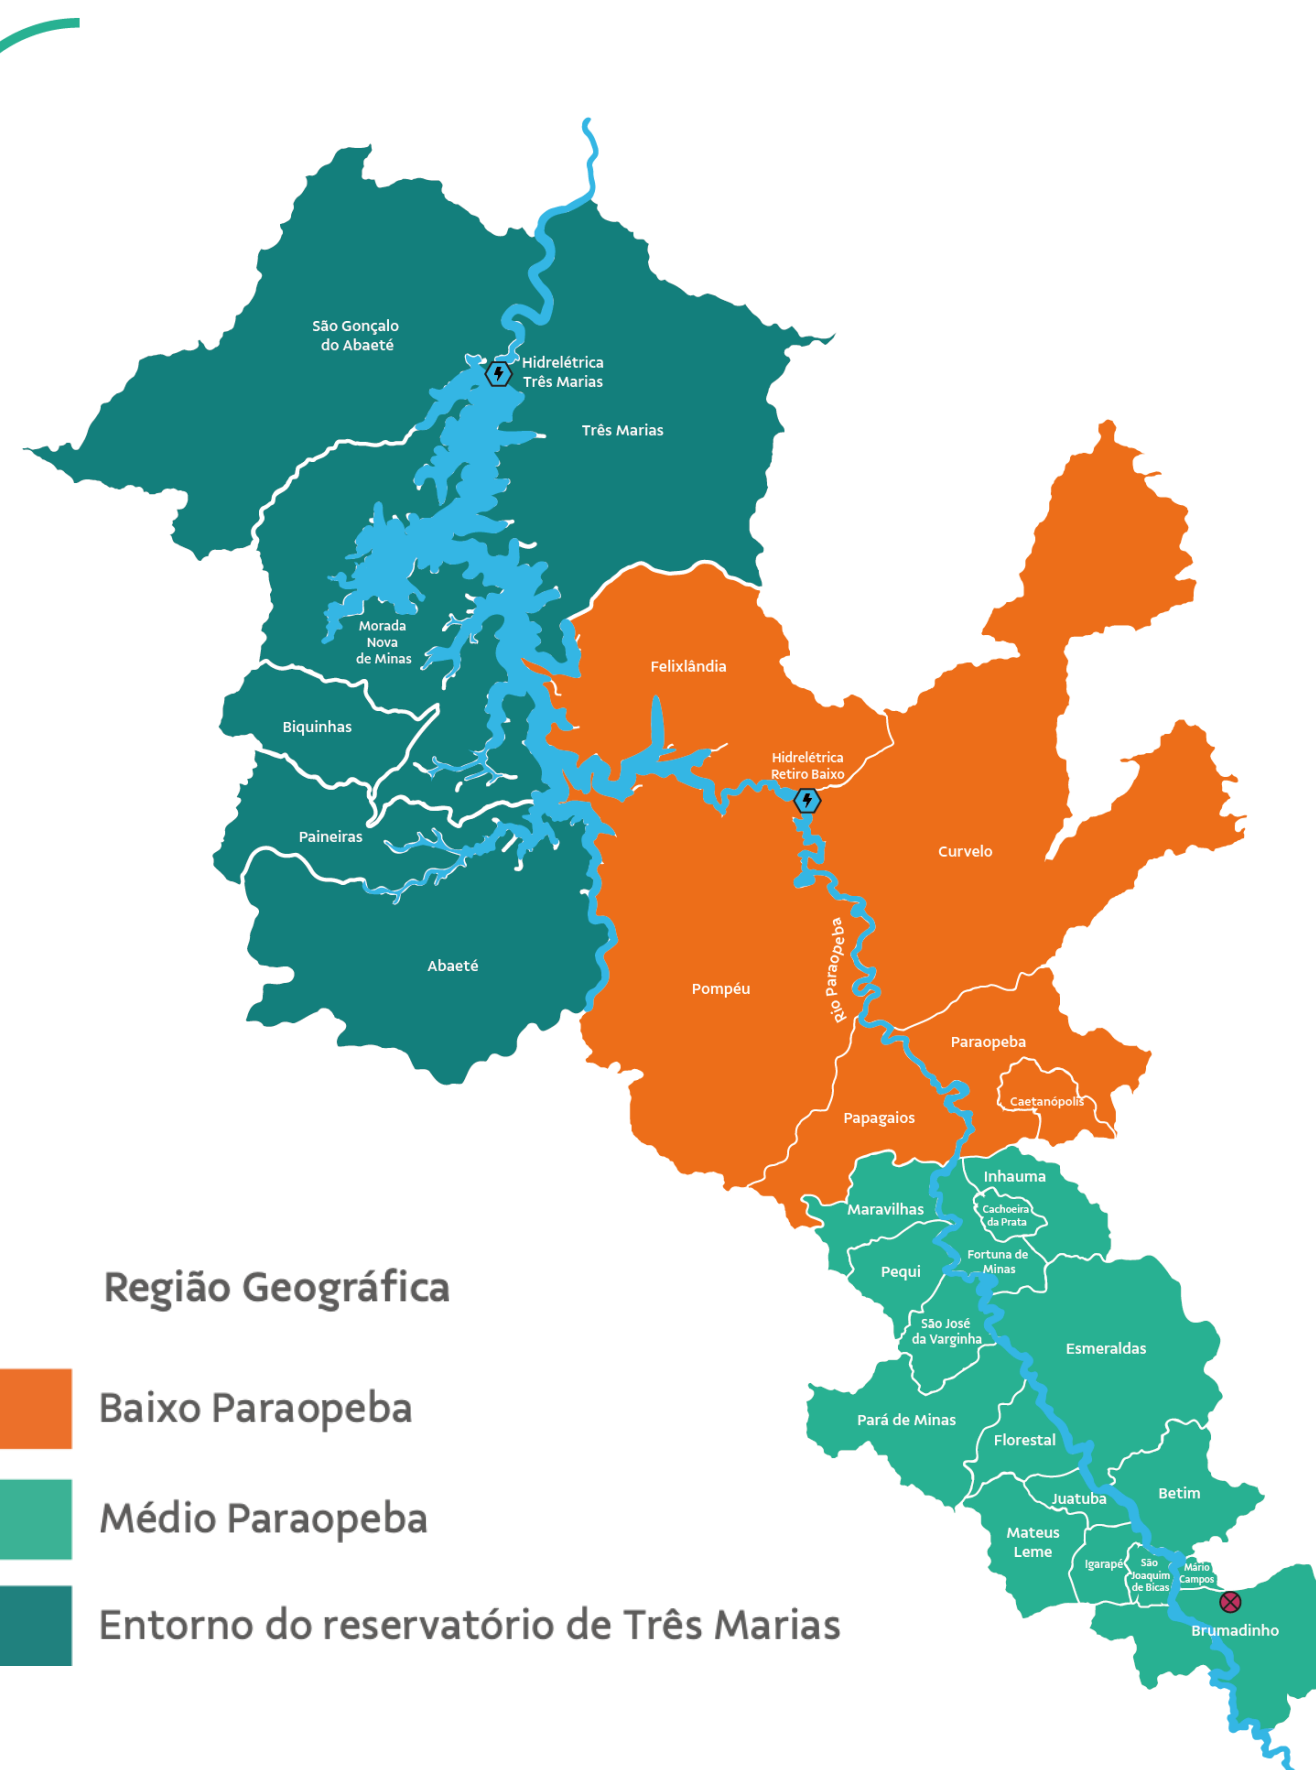 São Gonçalo
do Abaeté
Hidrelétrica
Três Marias
Três Marias
Morada
Nova
de Minas
Felixlândia
Biquinhas
Hidrelétrica
Retiro Baixo
Paineiras
Curvelo
Abaeté
Rio Paraopeba
Pompéu
Paraopeba
Caetanópolis
Papagaios
Inhauma
Maravilhas
Cachoeira
da Prata
Fortuna de
Minas
Pequi
São José
da Varginha
Esmeraldas
Pará de Minas
Florestal
Betim
Juatuba
Mateus
Leme
Igarapé
São
Joaquim
de Bicas
Mário
Campos
Brumadinho
Região Geográfica
Baixo Paraopeba
Médio Paraopeba
Entorno do reservatório de Três Marias